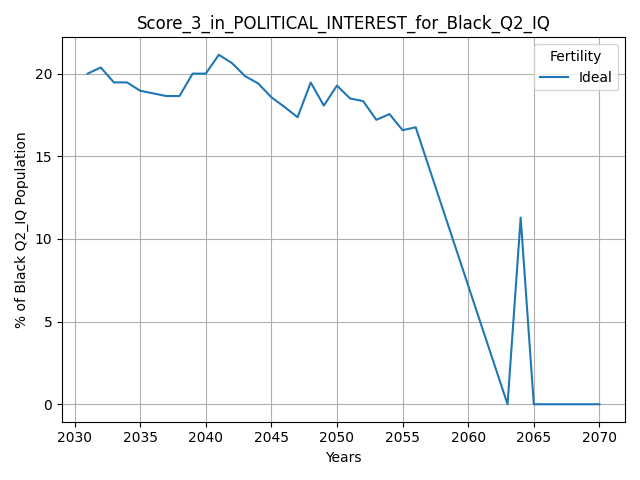 Score_3_in_POLITICAL_INTEREST_for_Black_Q2_IQ
Fertility
Ideal
% of Black Q2_IQ Population
20
15
10
5
0
2030 2035 2040 2045 2050 2055 2060 2065 2070
Years